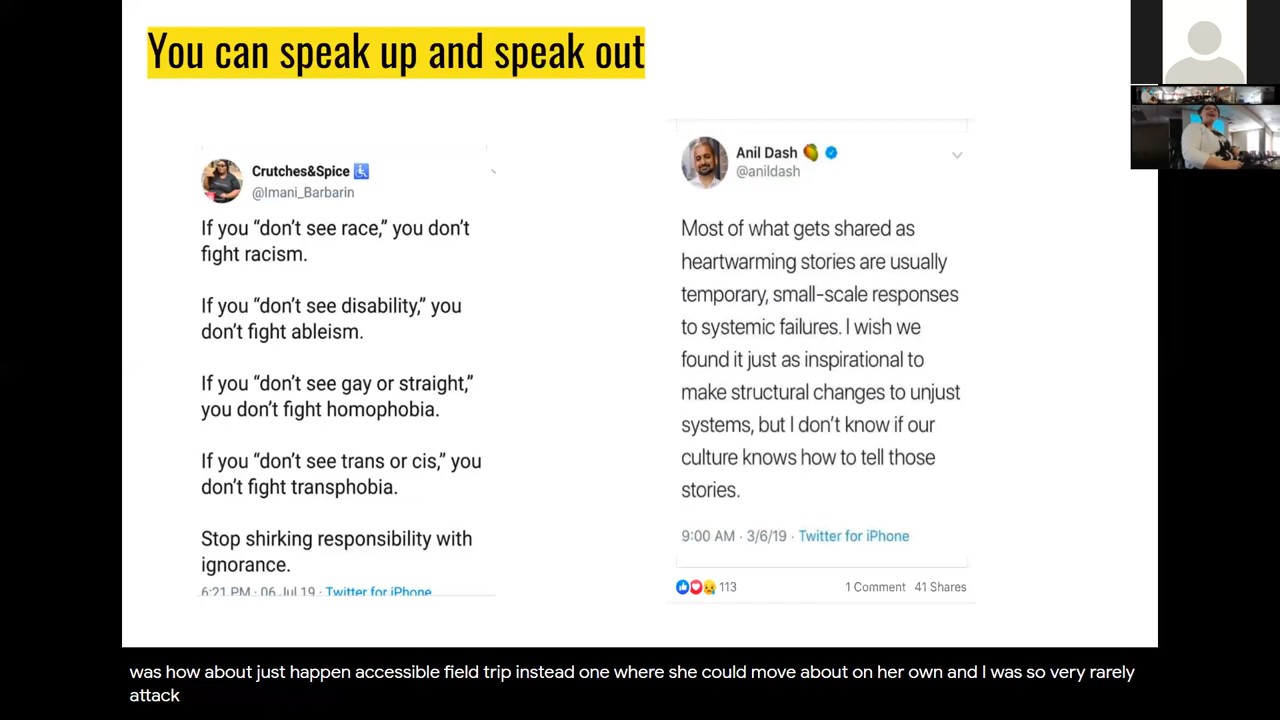 You can speak up and speak out
Crutches&Spice ♿
@Imani_Barbarin
If you “don’t see race,” you don’t
fight racism.
If you “don’t see disability,” you
don’t fight ableism.
If you “don’t see gay or straight,”
you don’t fight homophobia.
If you “don’t see trans or cis,” you
don’t fight transphobia.
Stop shirking responsibility with
ignorance.
6:21 PM · 06 Jul 19 · Twitter for iPhone
Anil Dash 🥭
@anildash
Most of what gets shared as
heartwarming stories are usually
temporary, small-scale responses
to systemic failures. I wish we
found it just as inspirational to
make structural changes to unjust
systems, but I don’t know if our
culture knows how to tell those
stories.
9:00 AM · 3/6/19 · Twitter for iPhone
113
1 Comment 41 Shares
was how about just happen accessible field trip instead one where she could move about on her own and I was so very rarely
attack